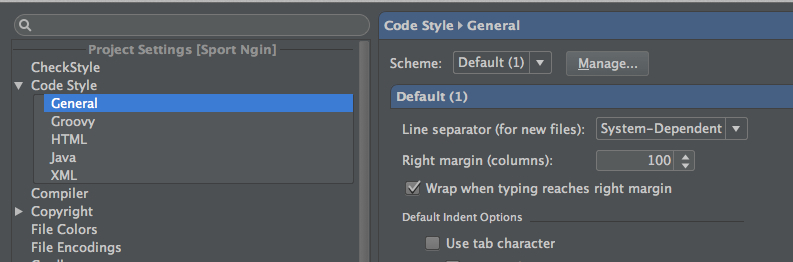 Project Settings [Sport Ngin]
CheckStyle
Code Style
General
Groovy
HTML
Java
XML
Compiler
Copyright
File Colors
File Encodings
Code Style › General
Scheme: Default (1) Manage...
Default (1)
Line separator (for new files): System-Dependent
Right margin (columns): 100
Wrap when typing reaches right margin
Default Indent Options
Use tab character